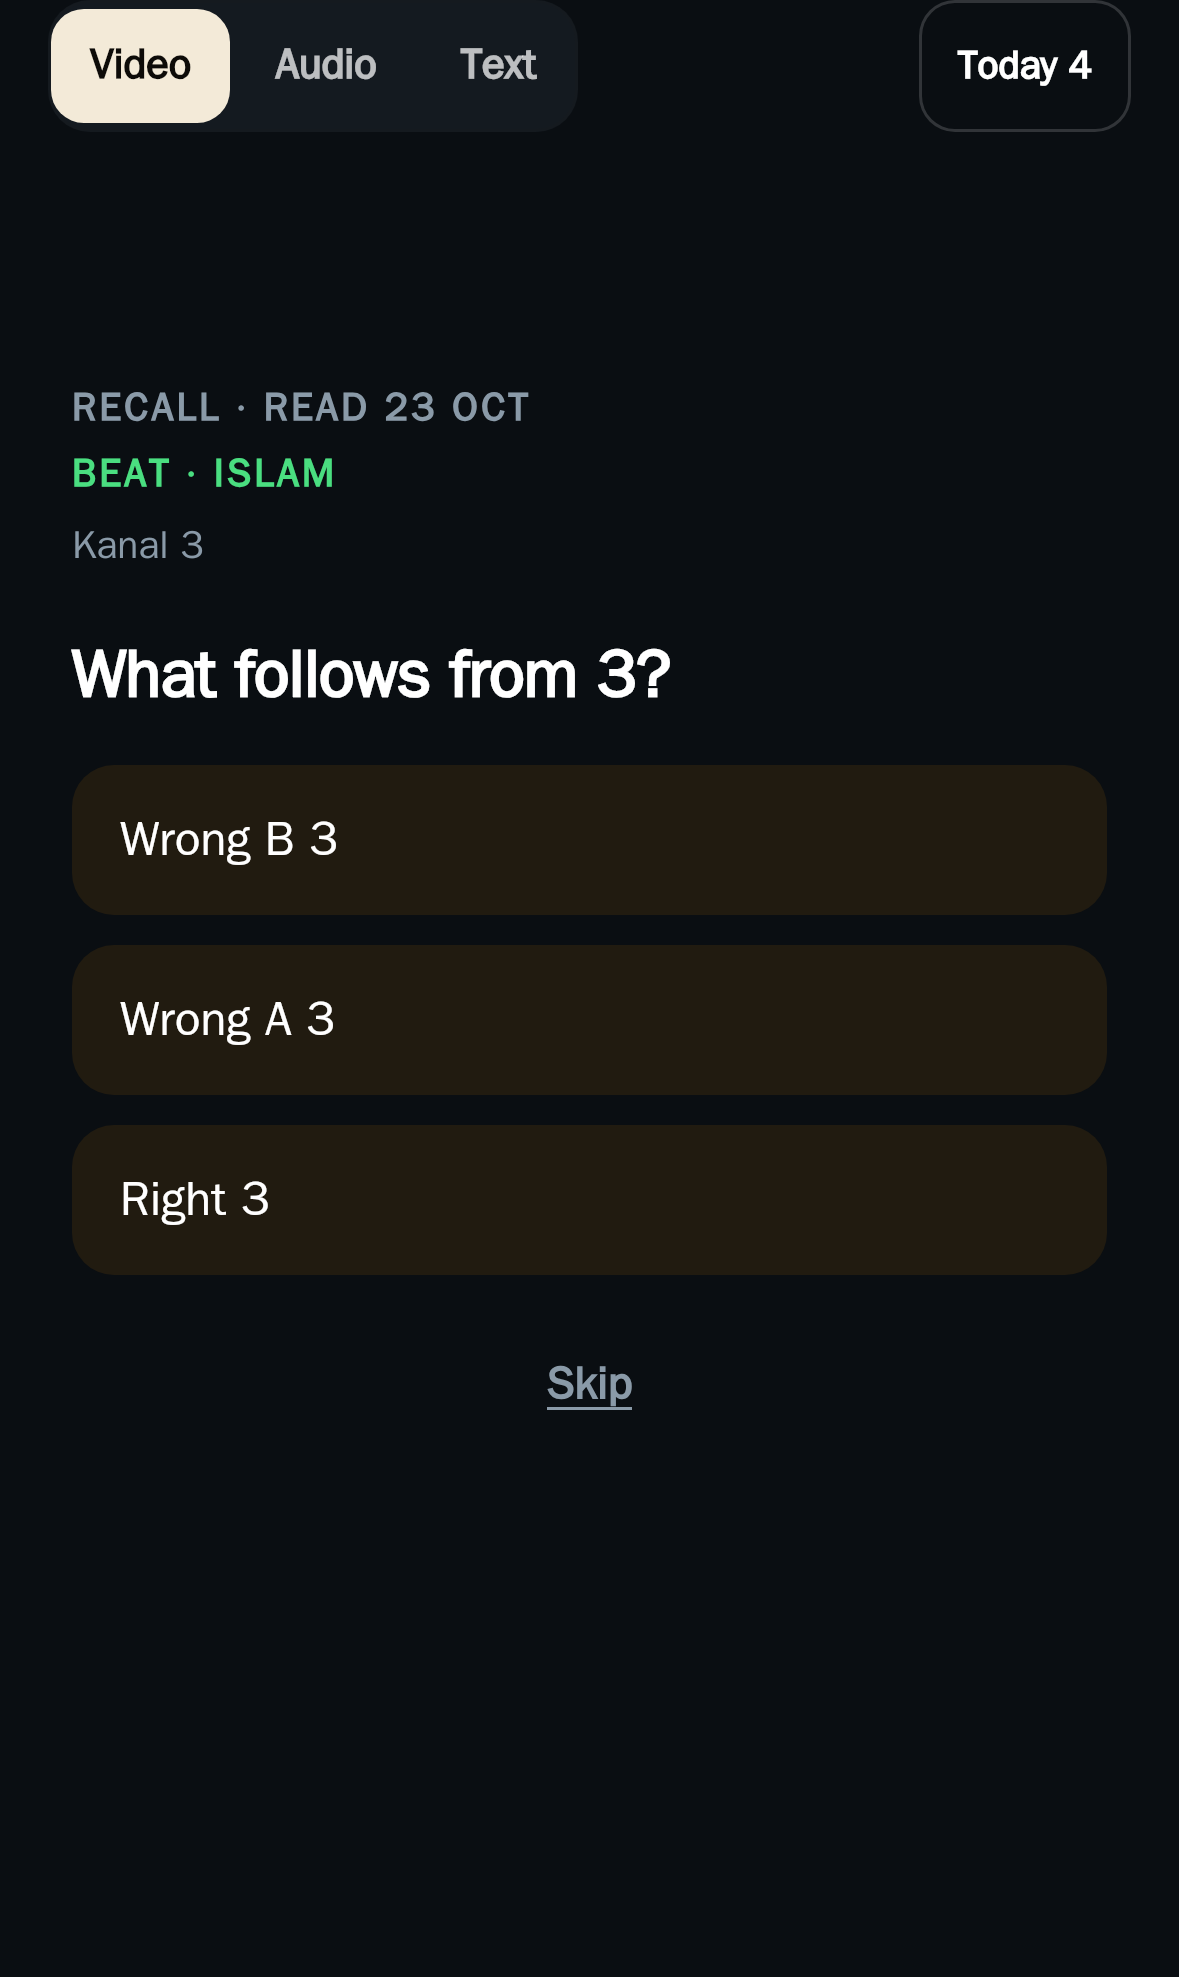 Video Audio Text Today 4
RECALL · READ 23 OCT
BEAT · ISLAM
Kanal 3
What follows from 3?
Wrong B 3
Wrong A 3
Right 3
Skip